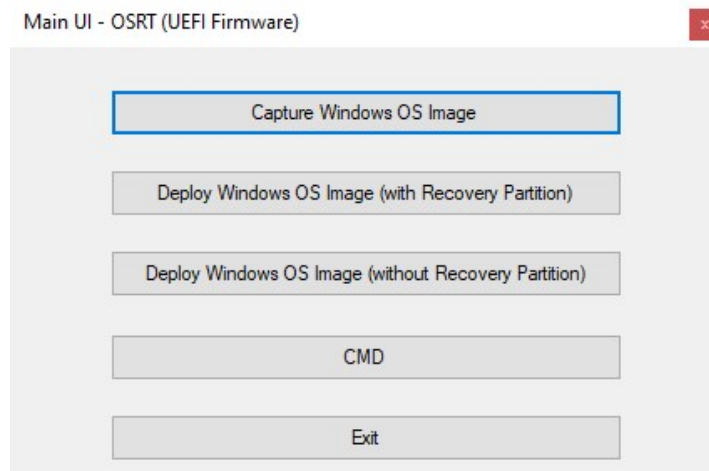 Main UI - OSRT (UEFI Firmware)
x
Capture Windows OS Image
Deploy Windows OS Image (with Recovery Partition)
Deploy Windows OS Image (without Recovery Partition)
CMD
Exit